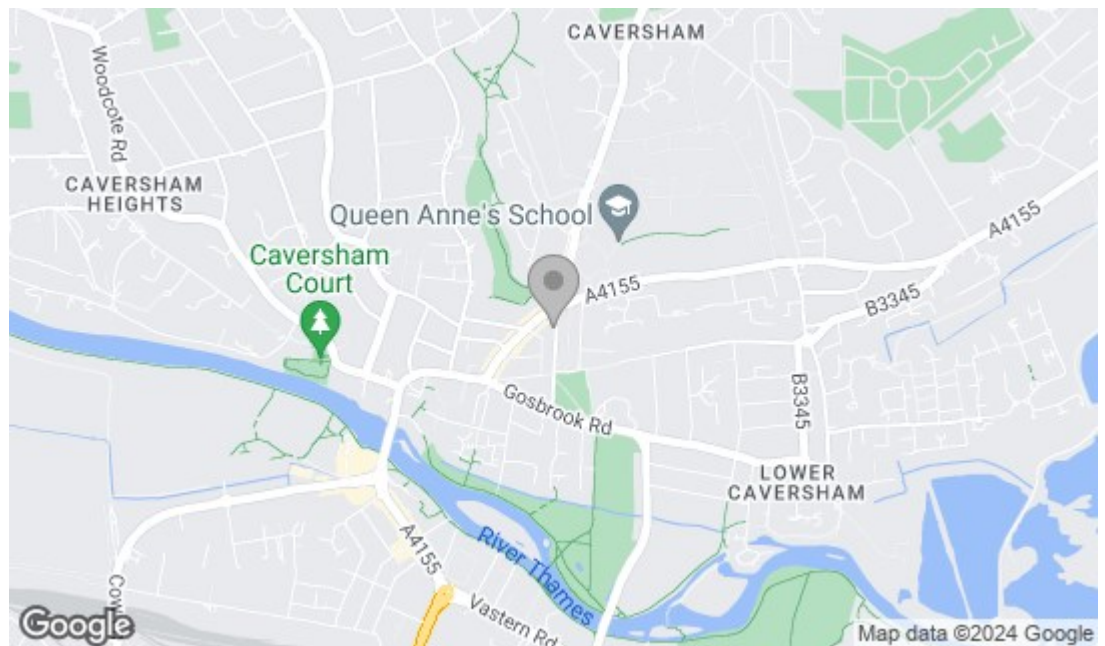 CAVERSHAM
Woodcote Rd
CAVERSHAM
HEIGHTS
Queen Anne's School
Caversham
Court
A4155
A4155
B3345
B3345
Gosbrook Rd
LOWER
CAVERSHAM
A4155
River Thames
Vastern Rd
Google
Map data ©2024 Google